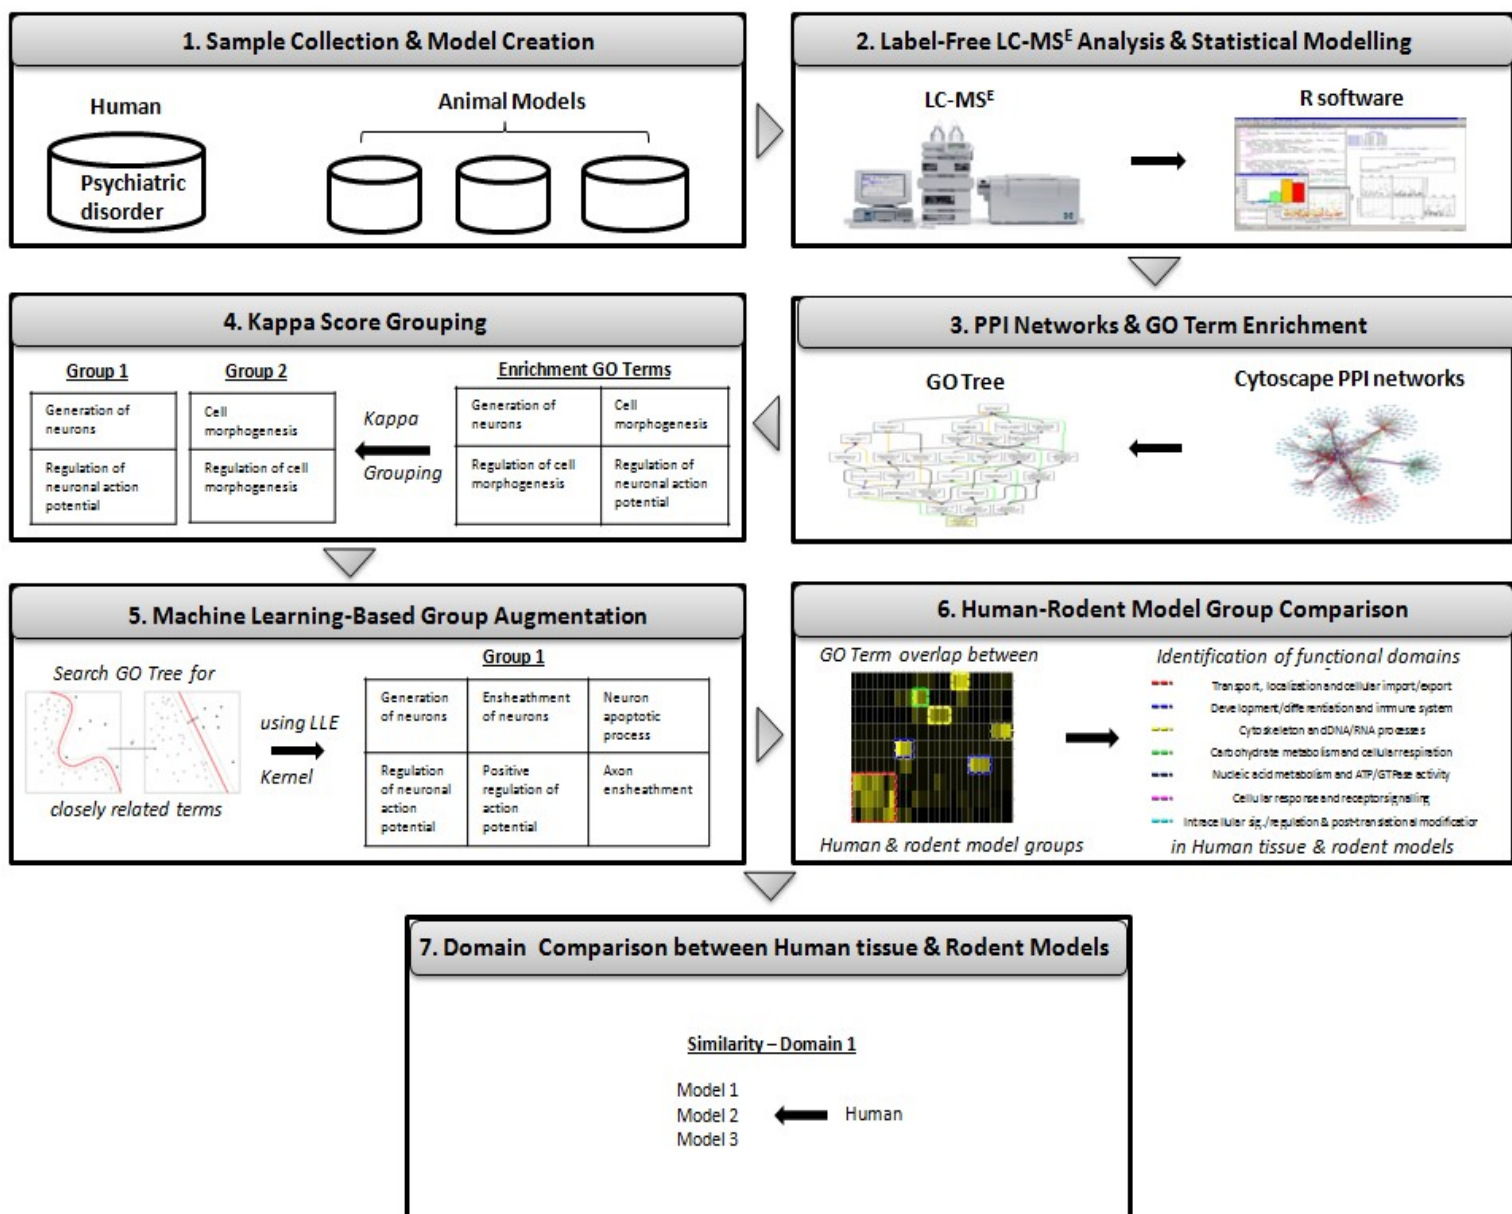 1. Sample Collection & Model Creation
Human
Psychiatric
disorder
Animal Models
2. Label-Free LC-MSᴱ Analysis & Statistical Modelling
LC-MSᴱ
R software
3. PPI Networks & GO Term Enrichment
GO Tree
Cytoscape PPI networks
4. Kappa Score Grouping
Group 1
Generation of
neurons
Regulation of
neuronal action
potential
Group 2
Cell
morphogenesis
Regulation of cell
morphogenesis
Kappa
Grouping
Enrichment GO Terms
Generation of
neurons
Cell
morphogenesis
Regulation of cell
morphogenesis
Regulation of
neuronal action
potential
5. Machine Learning-Based Group Augmentation
Search GO Tree for
closely related terms
using LLE
Kernel
Group 1
Generation
of neurons
Ensheathment
of neurons
Neuron
apoptotic
process
Regulation
of neuronal
action
potential
Positive
regulation of
action
potential
Axon
ensheathment
6. Human-Rodent Model Group Comparison
GO Term overlap between
Human & rodent model groups
Identification of functional domains
Transport, localization and cellular import/export
Development/differentiation and immune system
Cytoskeleton and DNA/RNA processes
Carbohydrate metabolism and cellular respiration
Nucleic acid metabolism and ATP/GTPase activity
Cellular response and receptor signalling
Intracellular sig./regulation & post-translational modification
in Human tissue & rodent models
7. Domain Comparison between Human tissue & Rodent Models
Similarity – Domain 1
Model 1
Model 2
Model 3
Human